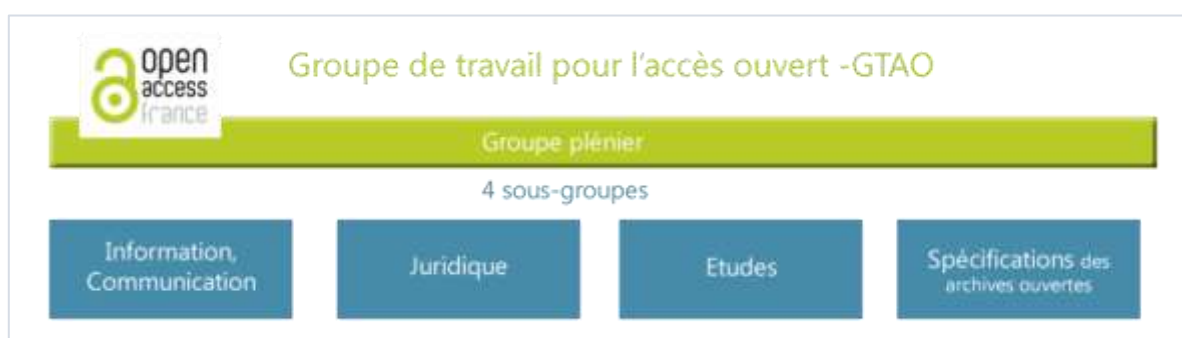 open
access
france
Groupe de travail pour l'accès ouvert -GTAO
Groupe plénier
4 sous-groupes
Information,
Communication
Juridique
Etudes
Spécifications des
archives ouvertes